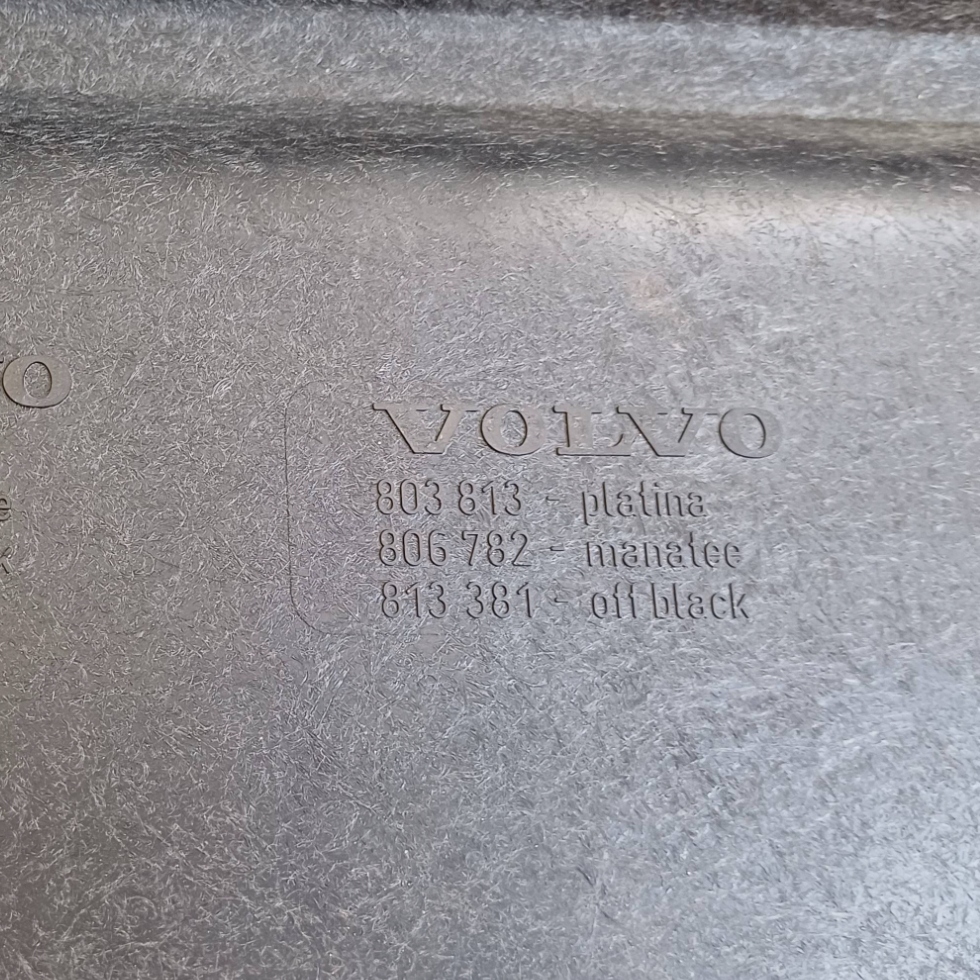 VOLVO
803 813 - platina
806 782 - manatee
813 381 - off black